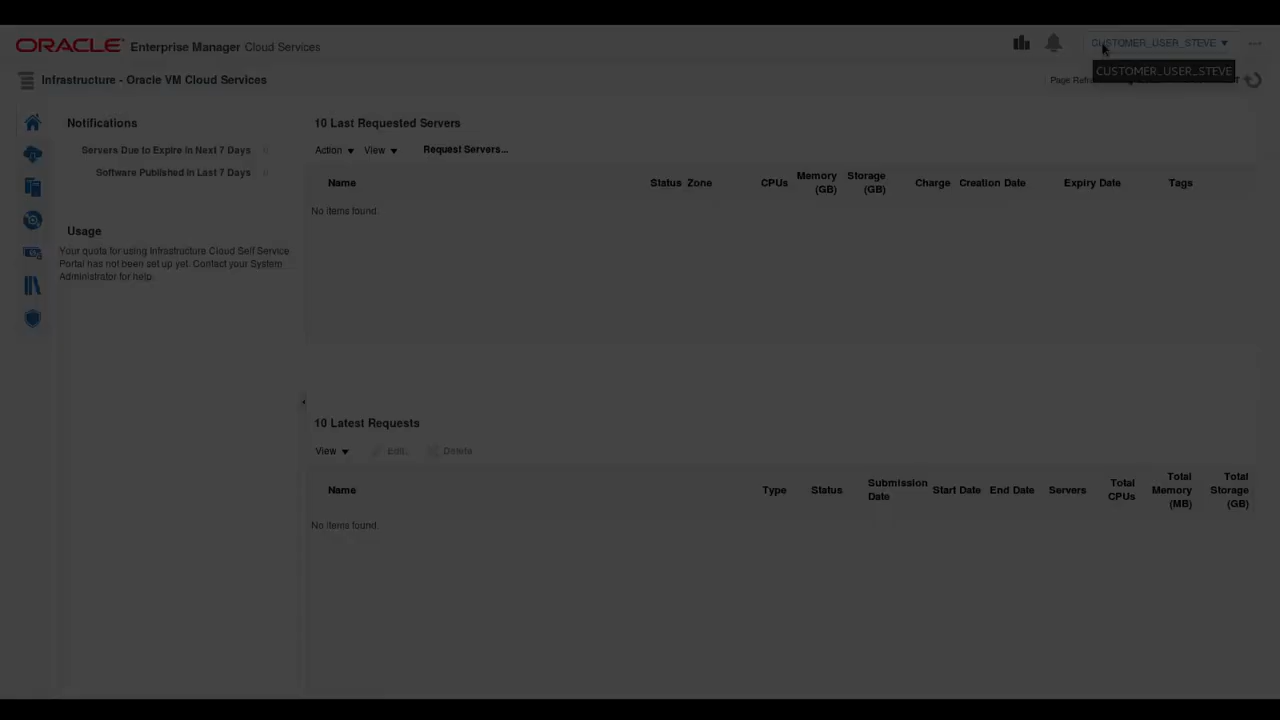 ORACLE Enterprise Manager Cloud Services
CUSTOMER_USER_STEVE
Infrastructure - Oracle VM Cloud Services
CUSTOMER_USER_STEVE
Page
Notifications
Servers Due to Expire in Next 7 Days 0
Software Published in Last 7 Days 0
Usage
Your quota for using Infrastructure Cloud Self Service
Portal has not been set up yet. Contact your System
Administrator for help.
10 Last Requested Servers
Action View Request Servers...
Name Status Zone CPUs Memory (GB) Storage (GB) Charge Creation Date Expiry Date Tags
No items found.
10 Latest Requests
View Edit.. Delete
Name Type Status Submission Date Start Date End Date Servers Total CPUs Total Memory (MB) Total Storage (GB)
No items found.